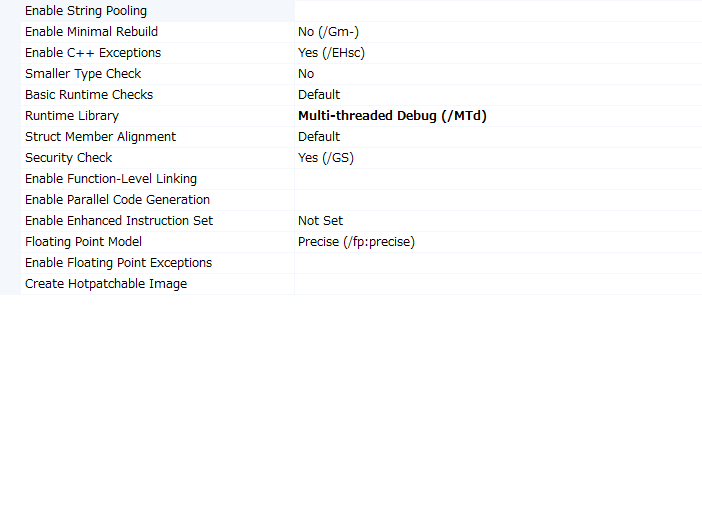 Enable String Pooling
Enable Minimal Rebuild No (/Gm-)
Enable C++ Exceptions Yes (/EHsc)
Smaller Type Check No
Basic Runtime Checks Default
Runtime Library Multi-threaded Debug (/MTd)
Struct Member Alignment Default
Security Check Yes (/GS)
Enable Function-Level Linking
Enable Parallel Code Generation
Enable Enhanced Instruction Set Not Set
Floating Point Model Precise (/fp:precise)
Enable Floating Point Exceptions
Create Hotpatchable Image